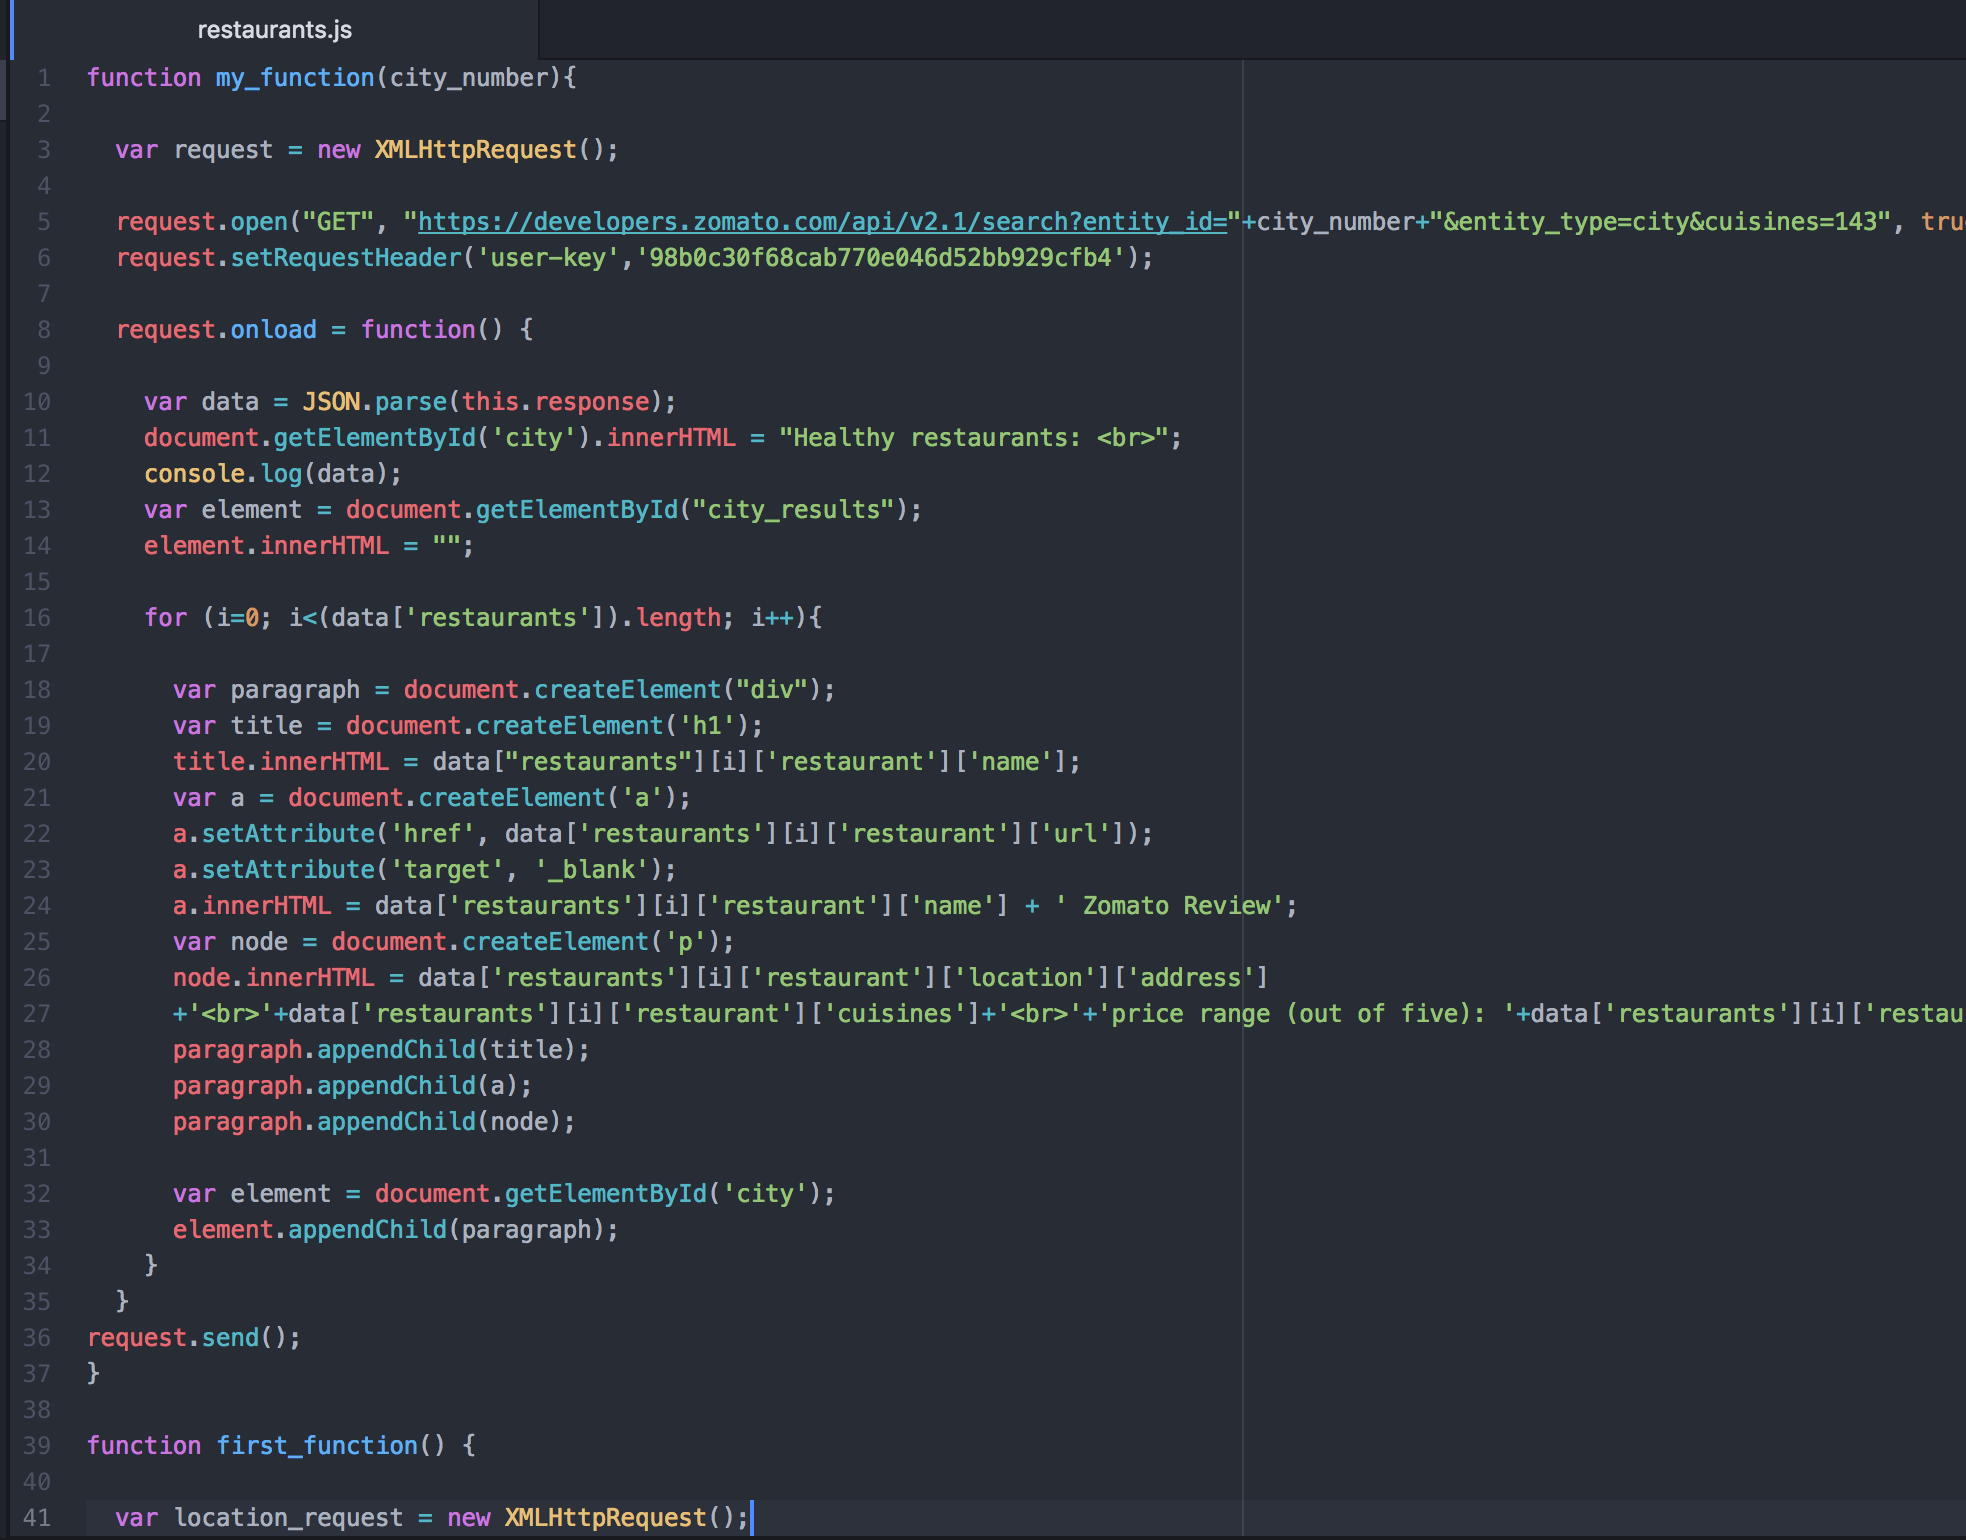 restaurants.js
1 function my_function(city_number){
2
3   var request = new XMLHttpRequest();
4
5   request.open("GET", "https://developers.zomato.com/api/v2.1/search?entity_id="+city_number+"&entity_type=city&cuisines=143", tru
6   request.setRequestHeader('user-key','98b0c30f68cab770e046d52bb929cfb4');
7
8   request.onload = function() {
9
10     var data = JSON.parse(this.response);
11     document.getElementById('city').innerHTML = "Healthy restaurants: <br>";
12     console.log(data);
13     var element = document.getElementById("city_results");
14     element.innerHTML = "";
15
16     for (i=0; i<(data['restaurants']).length; i++){
17
18       var paragraph = document.createElement("div");
19       var title = document.createElement('h1');
20       title.innerHTML = data["restaurants"][i]['restaurant']['name'];
21       var a = document.createElement('a');
22       a.setAttribute('href', data['restaurants'][i]['restaurant']['url']);
23       a.setAttribute('target', '_blank');
24       a.innerHTML = data['restaurants'][i]['restaurant']['name'] + ' Zomato Review';
25       var node = document.createElement('p');
26       node.innerHTML = data['restaurants'][i]['restaurant']['location']['address']
27       +'<br>'+data['restaurants'][i]['restaurant']['cuisines']+'<br>'+'price range (out of five): '+data['restaurants'][i]['restau
28       paragraph.appendChild(title);
29       paragraph.appendChild(a);
30       paragraph.appendChild(node);
31
32       var element = document.getElementById('city');
33       element.appendChild(paragraph);
34     }
35   }
36 request.send();
37 }
38
39 function first_function() {
40
41   var location_request = new XMLHttpRequest();